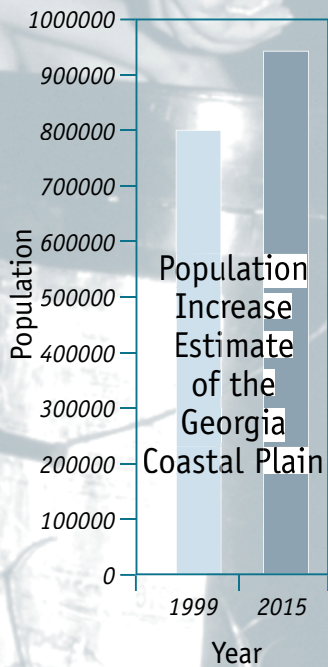 1000000
900000
800000
700000
600000
500000
400000
300000
200000
100000
0
Population
Population
Increase
Estimate
of the
Georgia
Coastal Plain
1999 2015
Year